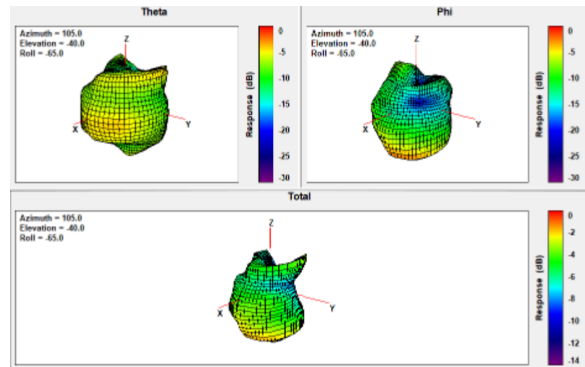 Theta
Azimuth = 105.0
Elevation = -40.0
Roll = -65.0
Z
X
Y
0
-5
-10
-15
-20
-25
-30
Response (dB)
Phi
Azimuth = 105.0
Elevation = -40.0
Roll = -65.0
Z
X
Y
0
-5
-10
-15
-20
-25
-30
Response (dB)
Total
Azimuth = 105.0
Elevation = -40.0
Roll = -65.0
Z
X
Y
0
-2
-4
-6
-8
-10
-12
-14
Response (dB)